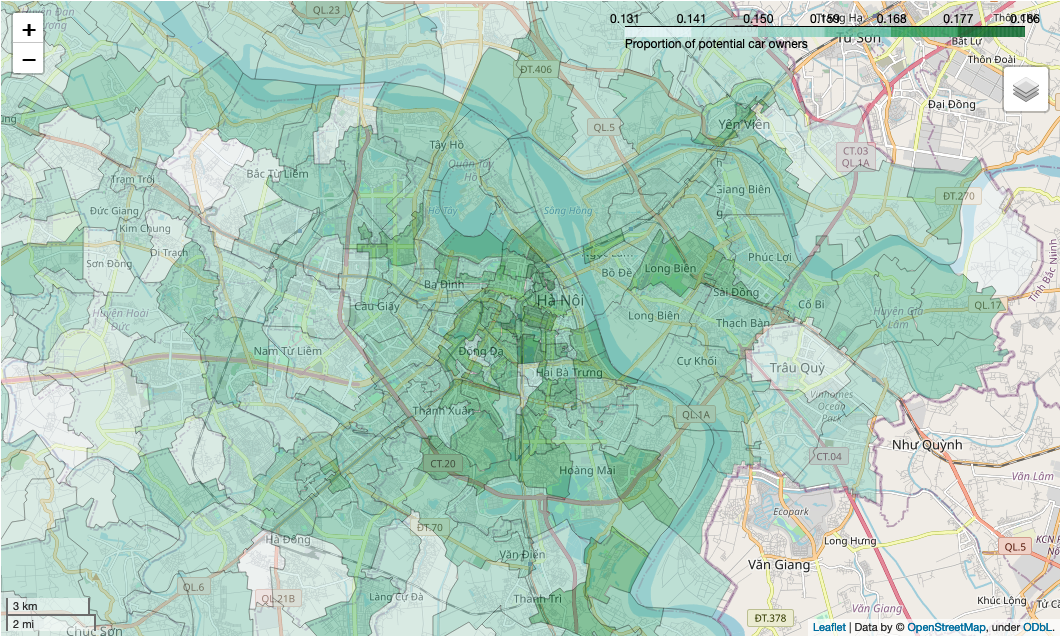 QL.23
0.131
0.141
0.150
0.159
0.168
0.177
0.186
Proportion of potential car owners
Từ Sơn
Bất Lự
Thôn Đoài
ĐT.406
Đại Đồng
+
−
Yên Viên
QL.5
CT.03
QL.1A
Tây Hồ
Quán Tây
Hồ
Bắc Từ Liêm
Trạm Trôi
Giang Biên
ĐT.270
Đức Giang
Hồ Tây
Sông Hồng
Kim Chung
Di Trạch
Sơn Đồng
Phúc Lợi
Bồ Đề
Long Biên
Ba Đình
Sài Đồng
Hà Nội
Cầu Giấy
Cổ Bi
QL.17
Tỉnh Bắc Ninh
Huyện Hoài
Đức
Long Biên
Thạch Bàn
Huyện Gia
Lâm
Nam Từ Liêm
Đống Đa
Cự Khối
Trâu Quỳ
Hai Bà Trưng
Vinhomes
Ocean
Park
Thanh Xuân
QL.1A
Như Quỳnh
CT.20
Hoàng Mai
CT.04
Văn Lâm
Ecopark
ĐT.70
Hà Đông
Long Hưng
QL.5
Văn Điển
Văn Giang
QL.6
QL.21B
Làng Cự Đà
Thanh Trì
Khúc Lộng
3 km
2 mi
Văn Giang
ĐT.378
Chúc Sơn
Leaflet | Data by © OpenStreetMap, under ODbL.